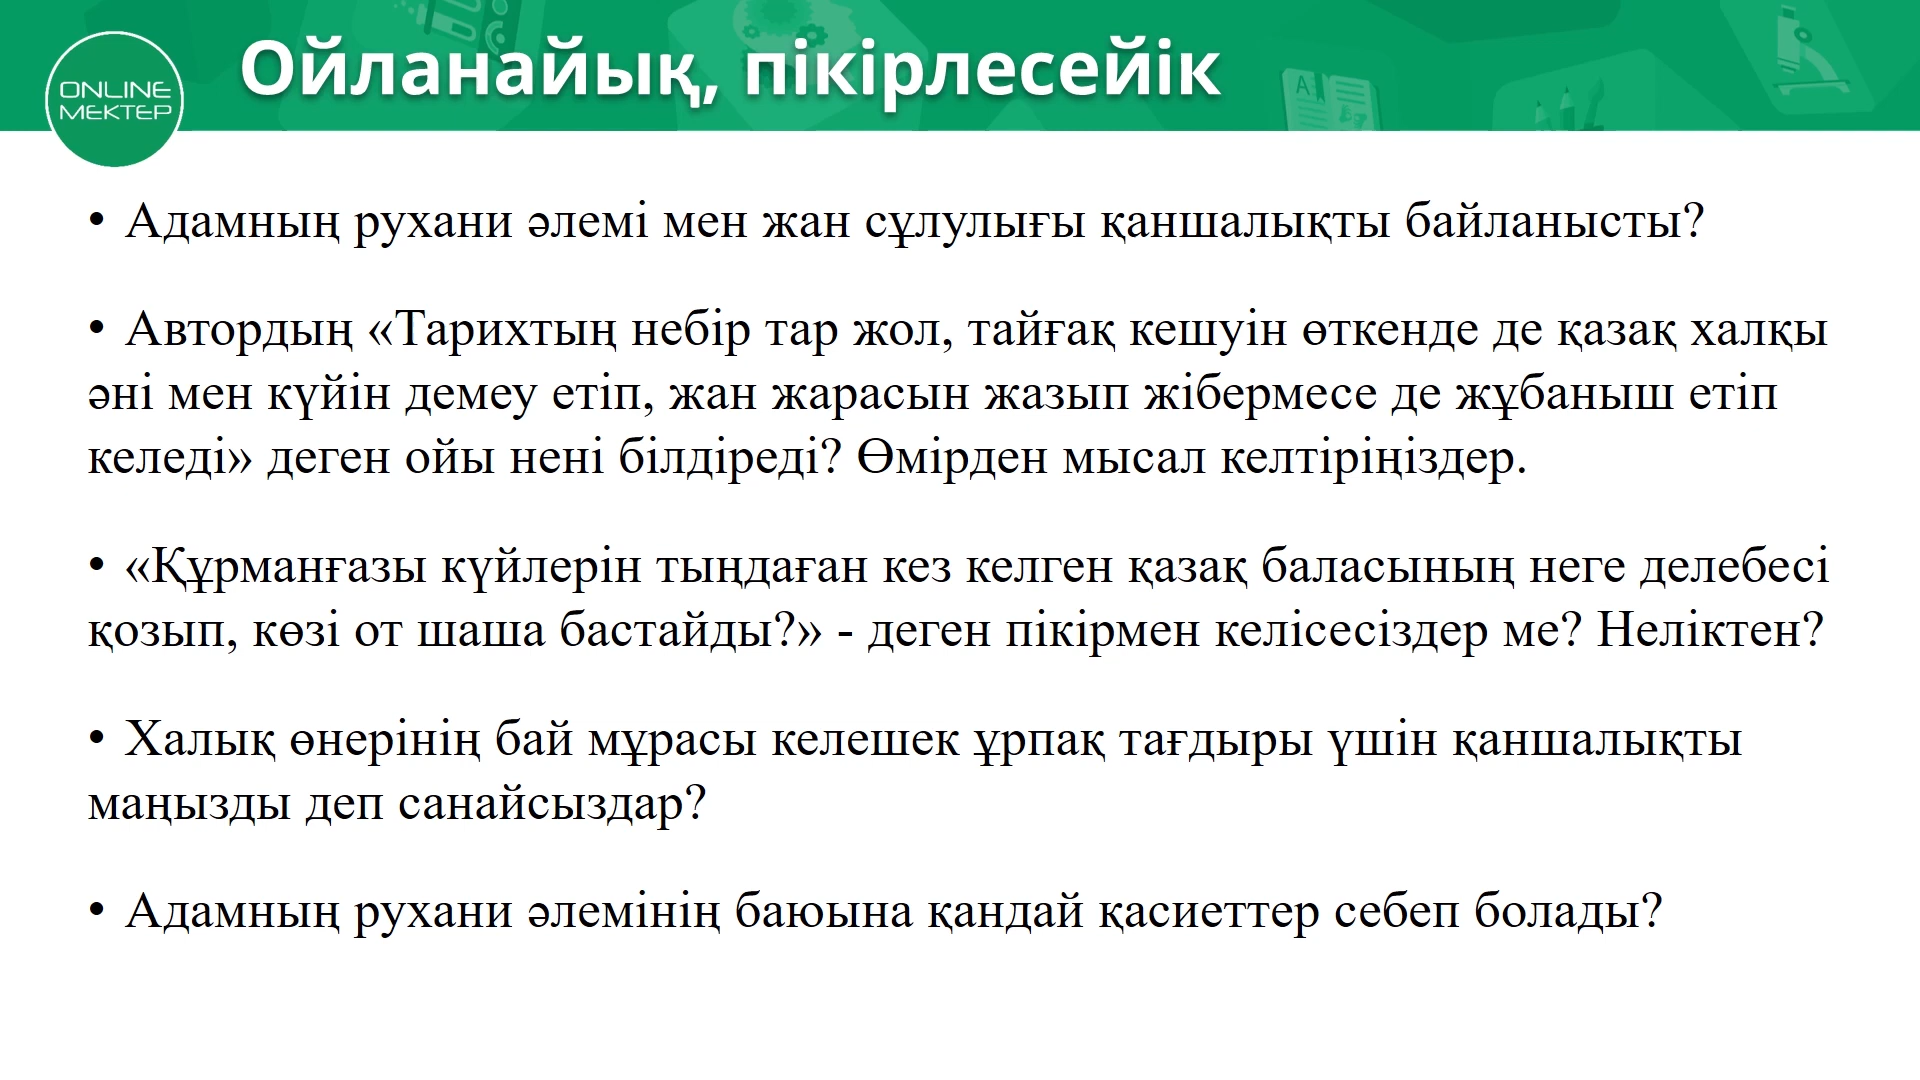 Ойланайық, пікірлесейік
ONLINE
МЕКТЕР
• Адамның рухани әлемі мен жан сұлулығы қаншалықты байланысты?
• Автордың «Тарихтың небір тар жол, тайғақ кешуін өткенде де қазақ халқы
әні мен күйін демеу етіп, жан жарасын жазып жібермесе де жұбаныш етіп
келеді» деген ойы нені білдіреді? Өмірден мысал келтіріңіздер.
• «Құрманғазы күйлерін тыңдаған кез келген қазақ баласының неге делебесі
қозып, көзі от шаша бастайды?» - деген пікірмен келісесіздер ме? Неліктен?
• Халық өнерінің бай мұрасы келешек ұрпақ тағдыры үшін қаншалықты
маңызды деп санайсыздар?
• Адамның рухани әлемінің баюына қандай қасиеттер себеп болады?